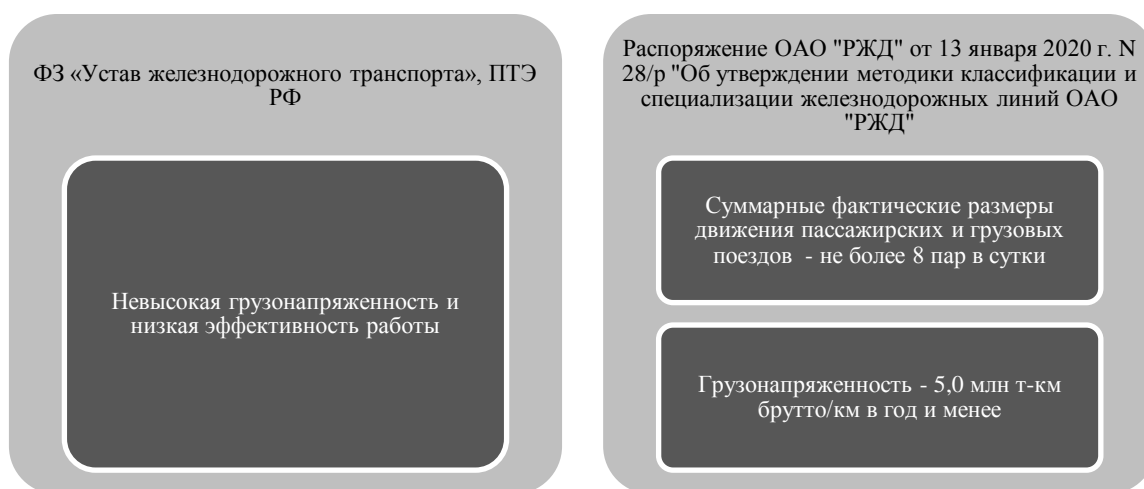 ФЗ «Устав железнодорожного транспорта», ПТЭ
РФ
Невысокая грузонапряженность и
низкая эффективность работы
Распоряжение ОАО "РЖД" от 13 января 2020 г. N
28/р "Об утверждении методики классификации и
специализации железнодорожных линий ОАО
"РЖД"
Суммарные фактические размеры
движения пассажирских и грузовых
поездов - не более 8 пар в сутки
Грузонапряженность - 5,0 млн т-км
брутто/км в год и менее